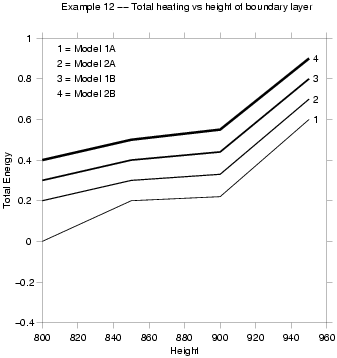 Example 12 -- Total heating vs height of boundary layer
1 = Model 1A
2 = Model 2A
3 = Model 1B
4 = Model 2B
4
3
2
1
Total Energy
1
0.8
0.6
0.4
0.2
0
-0.2
-0.4
800 820 840 860 880 900 920 940 960
Height